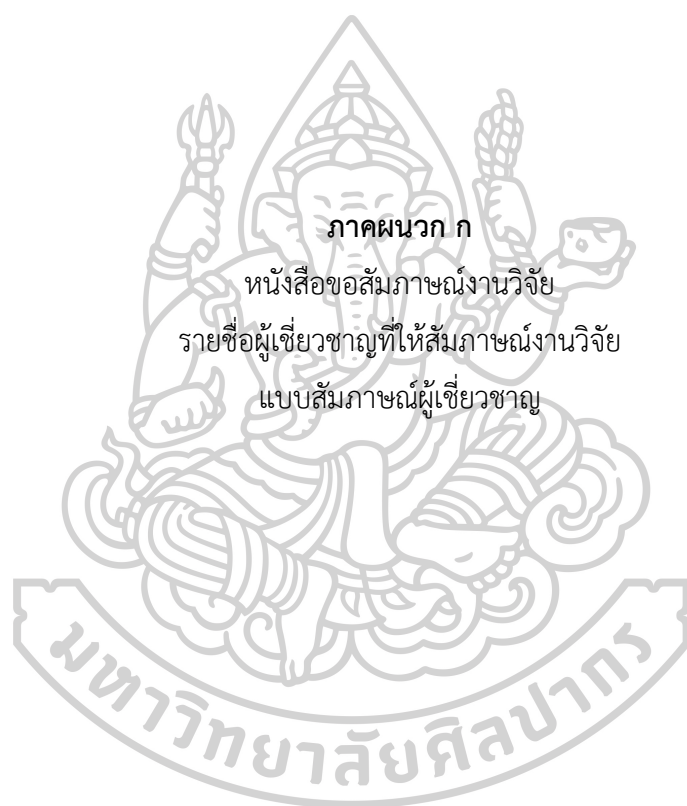 ภาคผนวก ก
หนังสือขอสัมภาษณ์งานวิจัย
รายชื่อผู้เชี่ยวชาญที่ให้สัมภาษณ์งานวิจัย
แบบสัมภาษณ์ผู้เชี่ยวชาญ
มหาวิทยาลัยศิลปากร